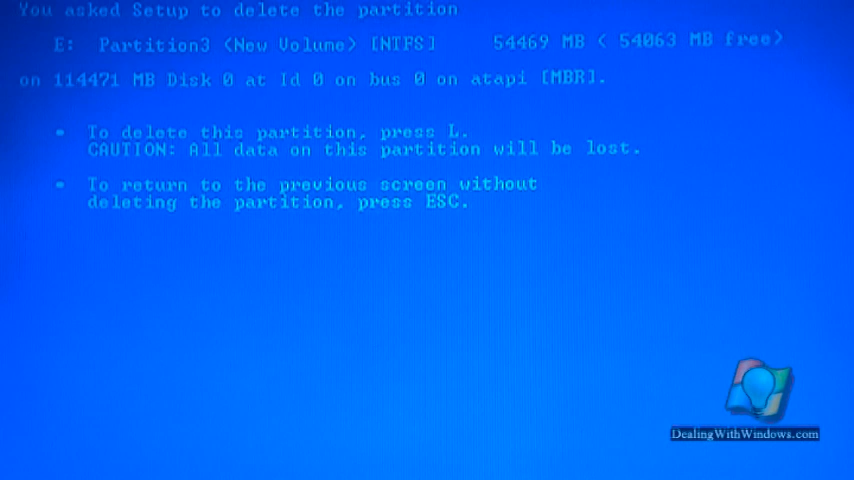 You asked Setup to delete the partition
E: Partition3 (New Volume) [NTFS] 54469 MB ( 54063 MB free)
on 114471 MB Disk 0 at Id 0 on bus 0 on atapi [MBR].
• To delete this partition, press L.
CAUTION: All data on this partition will be lost.
• To return to the previous screen without
deleting the partition, press ESC.
DealingWithWindows.com